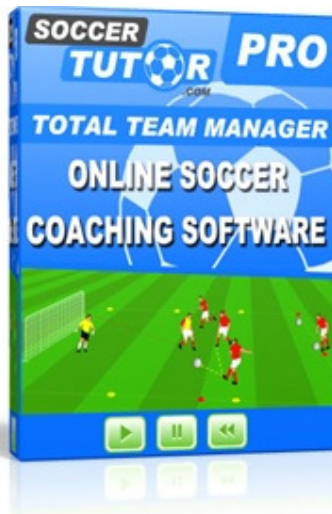 SOCCER
TUTOR PRO
.COM
TOTAL TEAM MANAGER
ONLINE SOCCER
COACHING SOFTWARE